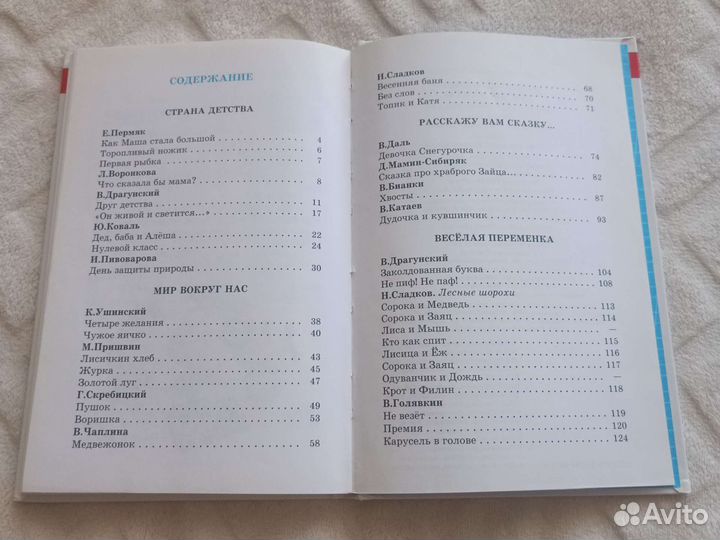 СОДЕРЖАНИЕ
СТРАНА ДЕТСТВА
Е.Пермяк
Как Маша стала большой 4
Торопливый ножик 6
Первая рыбка 7
Л.Воронкова
Что сказала бы мама? 8
В.Драгунский
Друг детства 11
«Он живой и светится...» 17
Ю.Коваль
Дед, баба и Алёша 22
Нулевой класс 24
И.Пивоварова
День защиты природы 30
МИР ВОКРУГ НАС
К.Ушинский
Четыре желания 38
Чужое яичко 40
М.Пришвин
Лисичкин хлеб 43
Журка 45
Золотой луг 47
Г.Скребицкий
Пушок 49
Воришка 53
В.Чаплина
Медвежонок 58
Н.Сладков
Весенняя баня 68
Без слов 70
Топик и Катя 71
РАССКАЖУ ВАМ СКАЗКУ...
В.Даль
Девочка Снегурочка 74
Д.Мамин-Сибиряк
Сказка про храброго Зайца... 82
В.Бианки
Хвосты 87
В.Катаев
Дудочка и кувшинчик 93
ВЕСЁЛАЯ ПЕРЕМЕНКА
В.Драгунский
Заколдованная буква 104
Не пиф! Не паф! 108
Н.Сладков. Лесные шорохи
Сорока и Медведь 113
Сорока и Заяц 114
Лиса и Мышь —
Кто как спит 115
Лисица и Ёж 116
Сорока и Заяц 117
Одуванчик и Дождь —
Крот и Филин 118
В.Голявкин
Не везёт 119
Премия 120
Карусель в голове 124
Avito